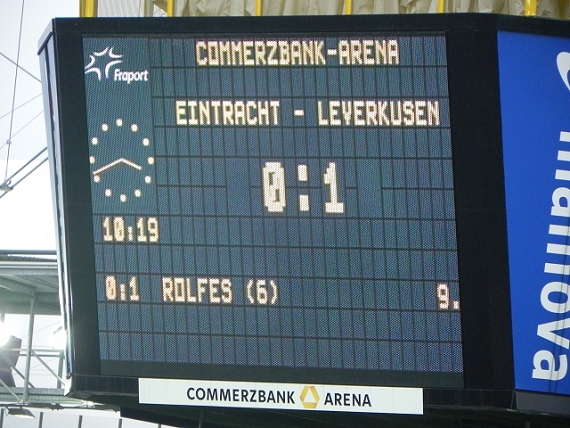 Fraport
COMMERZBANK-ARENA
EINTRACHT - LEVERKUSEN
0:1
10:19
0:1 ROLFES (6) 9.
COMMERZBANK ARENA
mainova